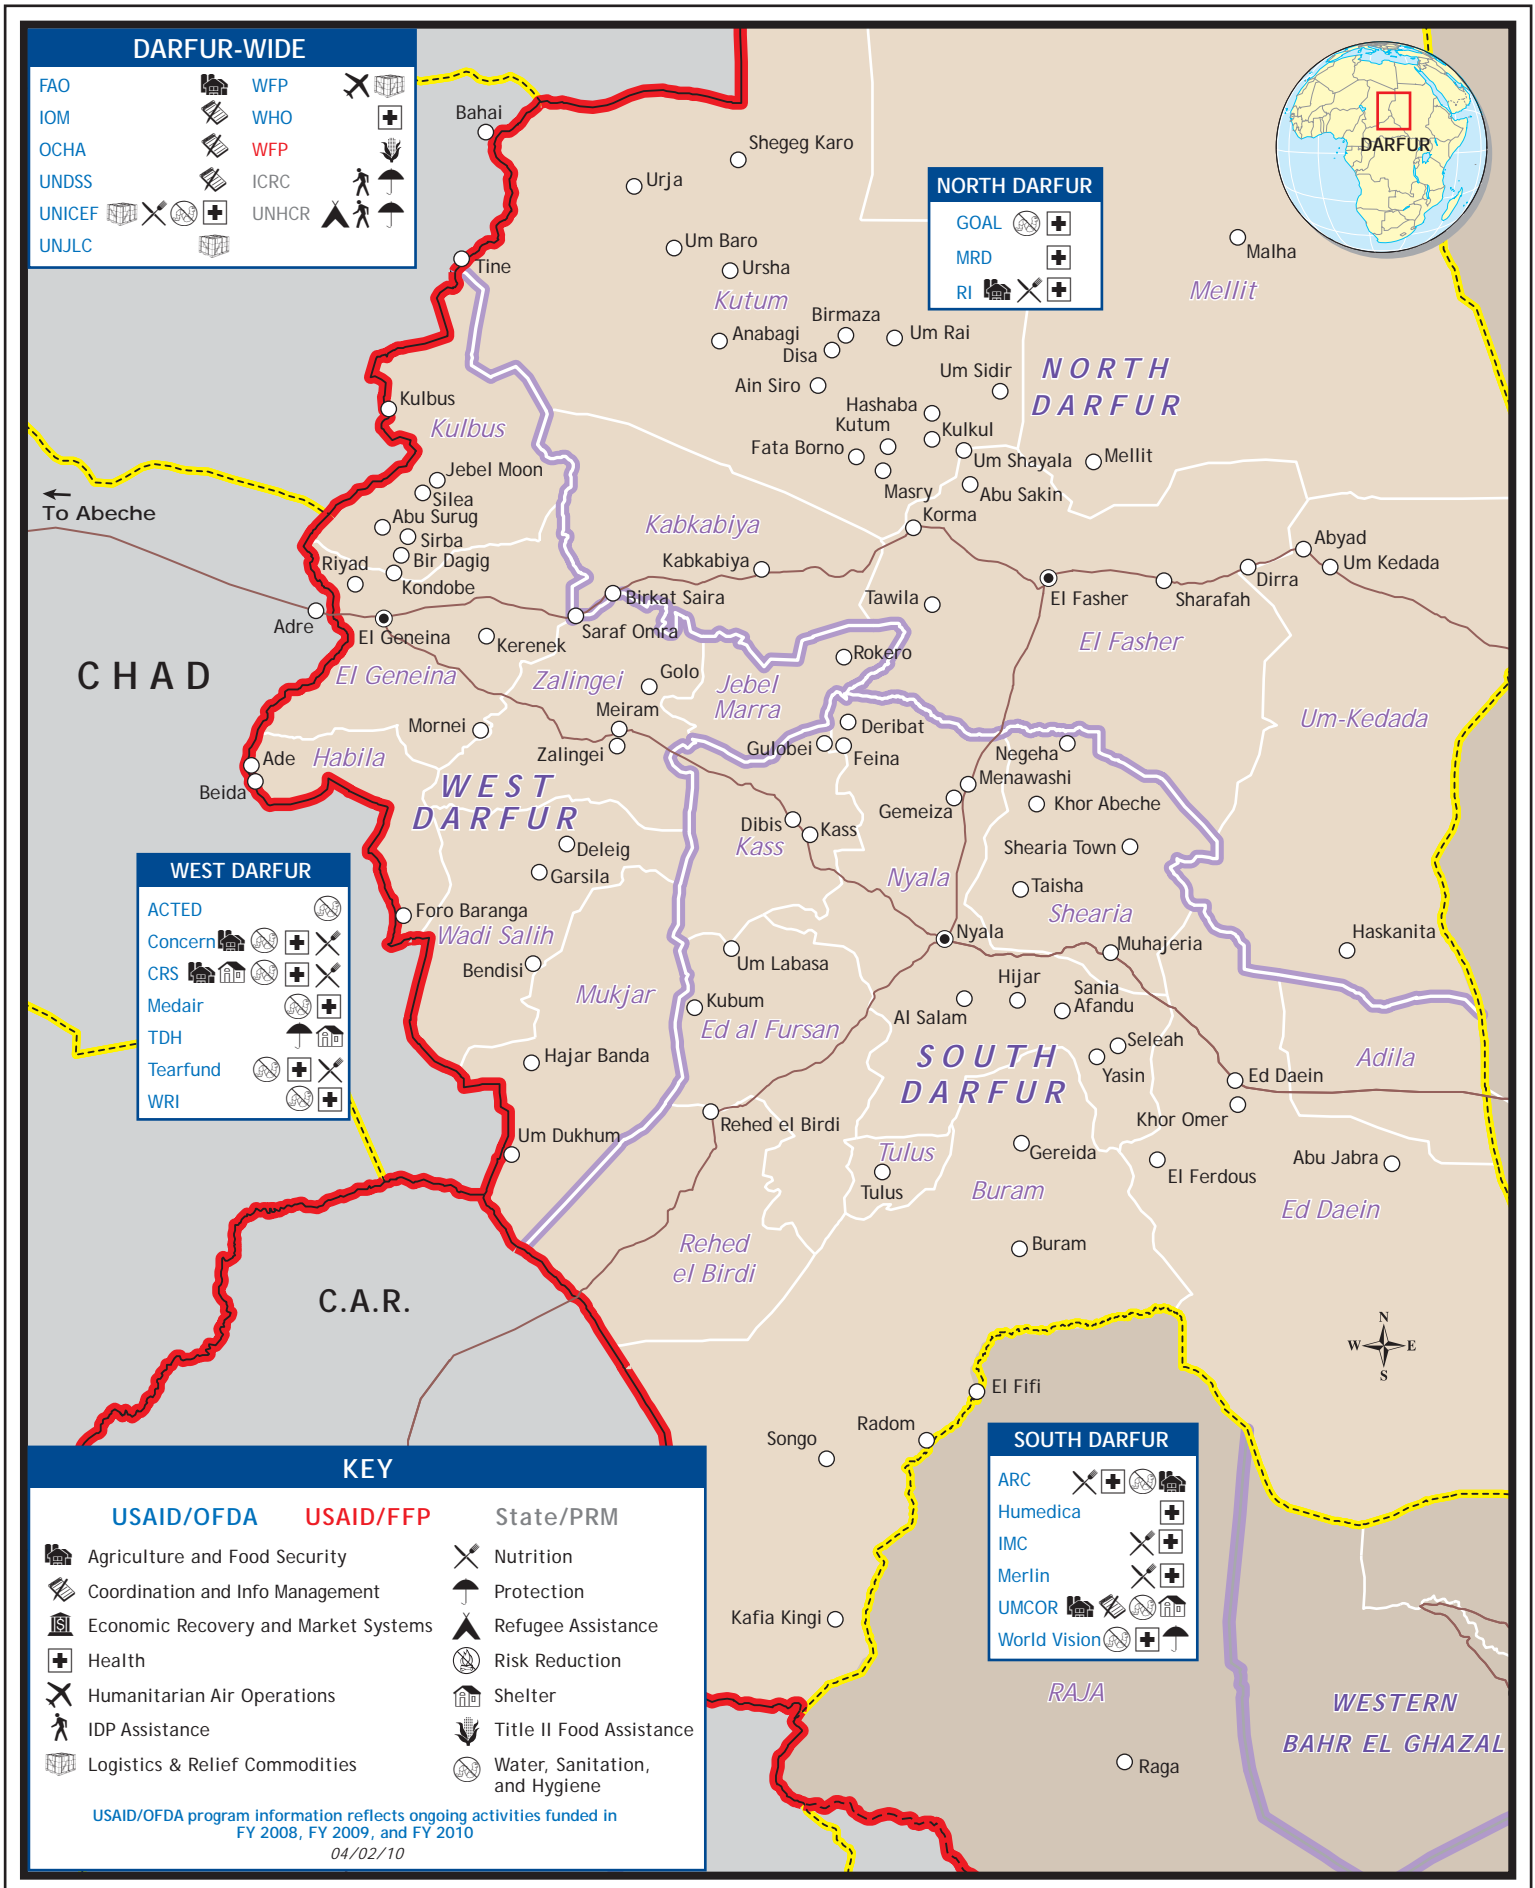 DARFUR-WIDE
FAO
IOM
OCHA
UNDSS
UNICEF
UNJLC
WFP
WHO
WFP
ICRC
UNHCR
DARFUR
NORTH DARFUR
GOAL
MRD
RI
Bahai
Shegeg Karo
Urja
Um Baro
Ursha
Tine
Kutum
Malha
Mellit
Birmaza
Anabagi
Disa
Um Rai
Ain Siro
Um Sidir
NORTH
DARFUR
Kulbus
Kulbus
Hashaba
Kutum
Kulkul
Fata Borno
Um Shayala
Mellit
Masry
Abu Sakin
Jebel Moon
Silea
Abu Surug
Sirba
Bir Dagig
Riyad
Kondobe
To Abeche
Korma
Kabkabiya
Kabkabiya
Abyad
Um Kedada
Dirra
Sharafah
El Fasher
El Fasher
Tawila
Birkat Saira
Saraf Omra
Adre
El Geneina
Kerenek
CHAD
El Geneina
Zalingei
Golo
Jebel
Marra
Rokero
Meiram
Mornei
Zalingei
Deribat
Gulobei
Feina
Um-Kedada
Negeha
Menawashi
Gemeiza
Khor Abeche
Ade
Habila
Beida
WEST
DARFUR
Dibis
Kass
Kass
Shearia Town
Deleig
Garsila
Nyala
Taisha
Shearia
WEST DARFUR
ACTED
Concern
CRS
Medair
TDH
Tearfund
WRI
Foro Baranga
Wadi Salih
Bendisi
Mukjar
Um Labasa
Kubum
Ed al Fursan
Nyala
Muhajeria
Haskanita
Hijar
Al Salam
Sania
Afandu
Seleah
Yasin
SOUTH
DARFUR
Adila
Hajar Banda
Ed Daein
Khor Omer
Rehed el Birdi
Um Dukhum
Tulus
Tulus
Gereida
El Ferdous
Abu Jabra
Buram
Ed Daein
Buram
Rehed
el Birdi
C.A.R.
N
W
E
S
El Fifi
Radom
Songo
SOUTH DARFUR
ARC
Humedica
IMC
Merlin
UMCOR
World Vision
Kafia Kingi
RAJA
Raga
WESTERN
BAHR EL GHAZAL
KEY
USAID/OFDA USAID/FFP State/PRM
Agriculture and Food Security
Coordination and Info Management
Economic Recovery and Market Systems
Health
Humanitarian Air Operations
IDP Assistance
Logistics & Relief Commodities
Nutrition
Protection
Refugee Assistance
Risk Reduction
Shelter
Title II Food Assistance
Water, Sanitation,
and Hygiene
USAID/OFDA program information reflects ongoing activities funded in
FY 2008, FY 2009, and FY 2010
04/02/10